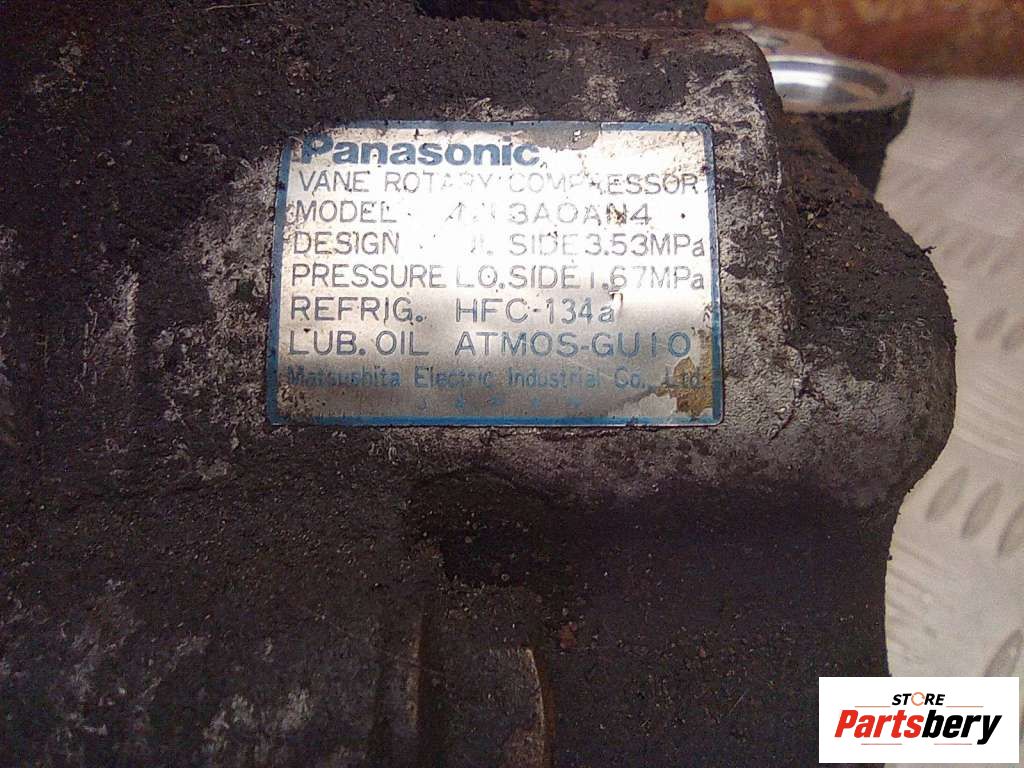 Panasonic
VANE ROTARY COMPRESSOR
MODEL 3A0AN4
DESIGN SIDE 3.53MPa
PRESSURE LO. SIDE 1.67MPa
REFRIG. HFC-134a
LUB. OIL ATMOS-GU10
Matsushita Electric Industrial Co., Ltd.
STORE
Partsbery